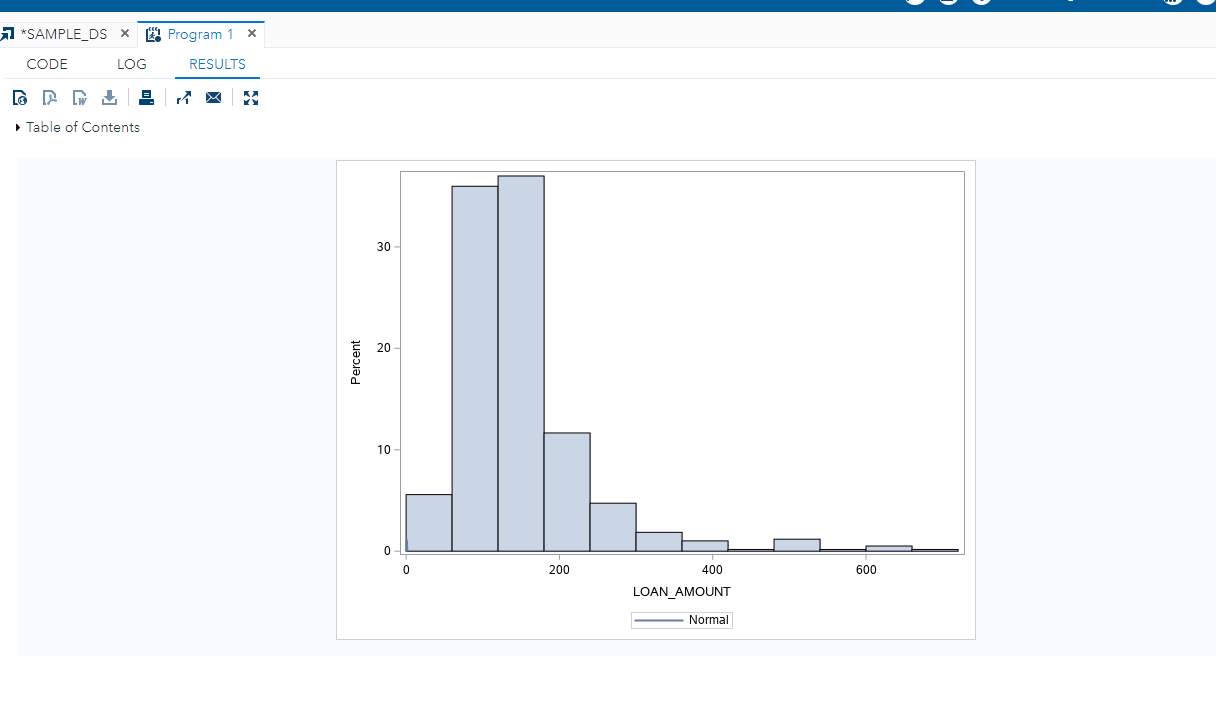 *SAMPLE_DS
Program 1
CODE LOG RESULTS
Table of Contents
30
20
10
0
Percent
0 200 400 600
LOAN_AMOUNT
Normal